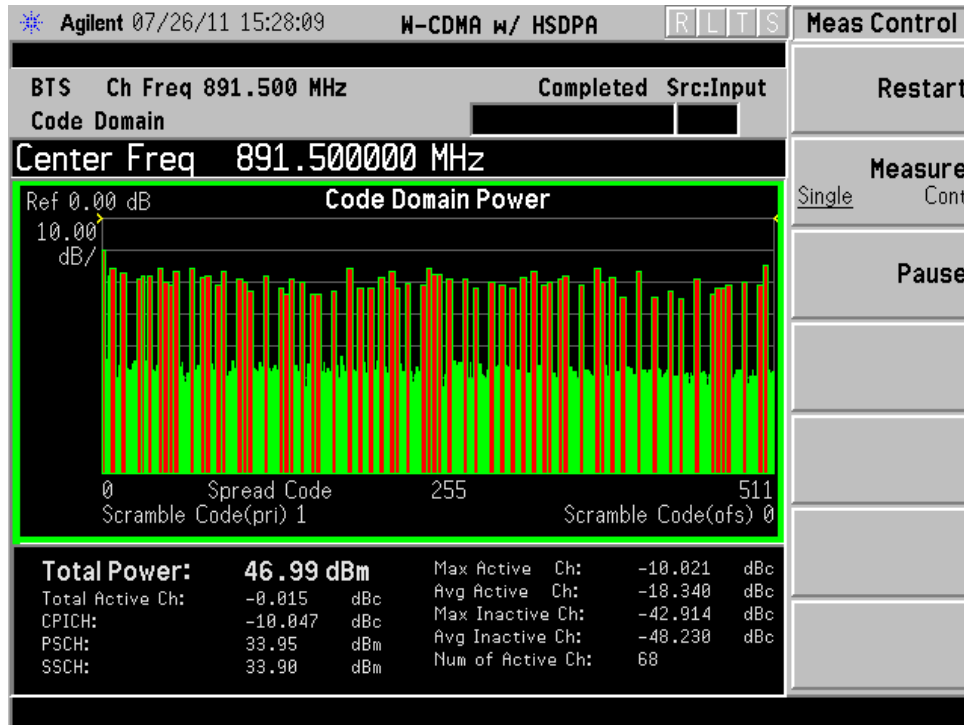 Agilent 07/26/11 15:28:09 W-CDMA w/ HSDPA R L T S Meas Control
BTS Ch Freq 891.500 MHz Completed Src:Input
Code Domain
Restart
Center Freq 891.500000 MHz
Measure
Single Cont
Ref 0.00 dB Code Domain Power
10.00
dB/
Pause
0 Spread Code 255 511
Scramble Code(pri) 1 Scramble Code(ofs) 0
Total Power: 46.99 dBm Max Active Ch: -10.021 dBc
Total Active Ch: -0.015 dBc Avg Active Ch: -18.340 dBc
CPICH: -10.047 dBc Max Inactive Ch: -42.914 dBc
PSCH: 33.95 dBm Avg Inactive Ch: -48.230 dBc
SSCH: 33.90 dBm Num of Active Ch: 68